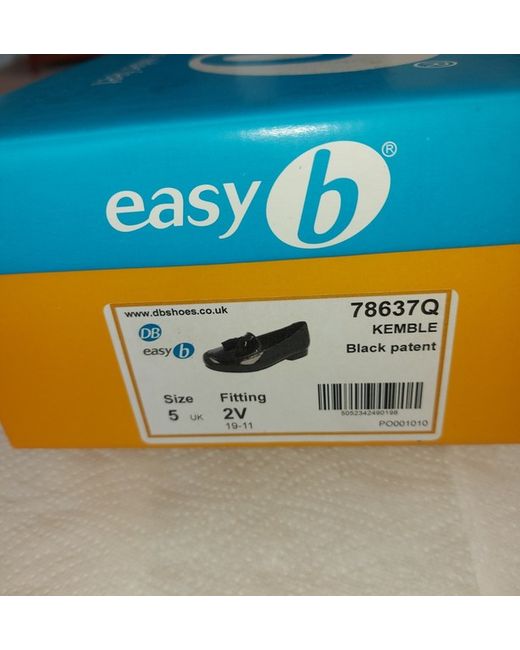 easy b®
www.dbshoes.co.uk
78637Q
KEMBLE
Black patent
DB
easy b
Size
Fitting
5 UK
2V
19-11
5052342490198
PO001010